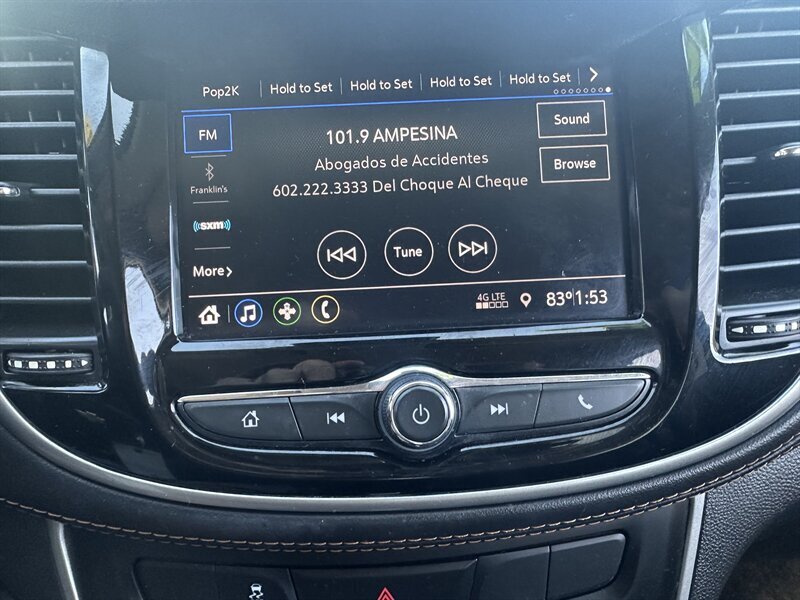 Pop2K Hold to Set Hold to Set Hold to Set Hold to Set >
FM
101.9 AMPESINA
Sound
Abogados de Accidentes
Browse
Franklin's
602.222.3333 Del Choque Al Cheque
((sxm))
Tune
More>
4G LTE
83° 1:53